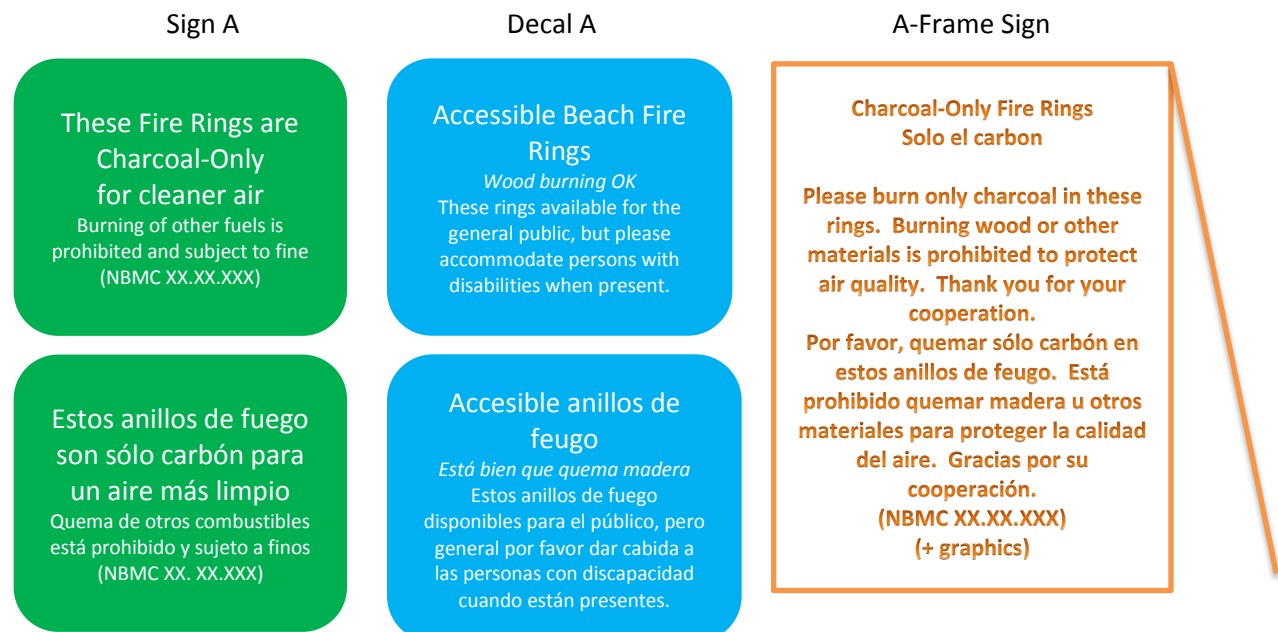 Sign A
These Fire Rings are
Charcoal-Only
for cleaner air
Burning of other fuels is
prohibited and subject to fine
(NBMC XX.XX.XXX)
Estos anillos de fuego
son sólo carbón para
un aire más limpio
Quema de otros combustibles
está prohibido y sujeto a finos
(NBMC XX. XX.XXX)
Decal A
Accessible Beach Fire
Rings
Wood burning OK
These rings available for the
general public, but please
accommodate persons with
disabilities when present.
Accesible anillos de
feugo
Está bien que quema madera
Estos anillos de fuego
disponibles para el público, pero
general por favor dar cabida a
las personas con discapacidad
cuando están presentes.
A-Frame Sign
Charcoal-Only Fire Rings
Solo el carbon
Please burn only charcoal in these
rings.  Burning wood or other
materials is prohibited to protect
air quality.  Thank you for your
cooperation.
Por favor, quemar sólo carbón en
estos anillos de feugo.  Está
prohibido quemar madera u otros
materiales para proteger la calidad
del aire.  Gracias por su
cooperación.
(NBMC XX.XX.XXX)
(+ graphics)